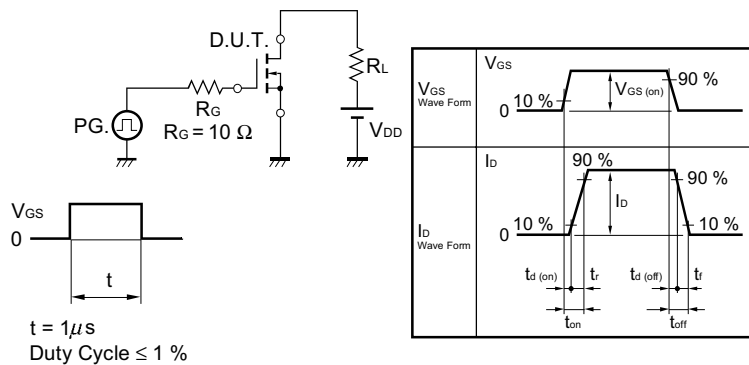 D.U.T.
RL
RG
PG.
RG = 10 Ω
VDD
VGS
0
t
t = 1μs
Duty Cycle ≤ 1 %
VGS
Wave Form
VGS
VGS (on)
90 %
10 %
0
ID
Wave Form
ID
90 %
90 %
ID
10 %
10 %
0
td (on)
tr
td (off)
tf
ton
toff